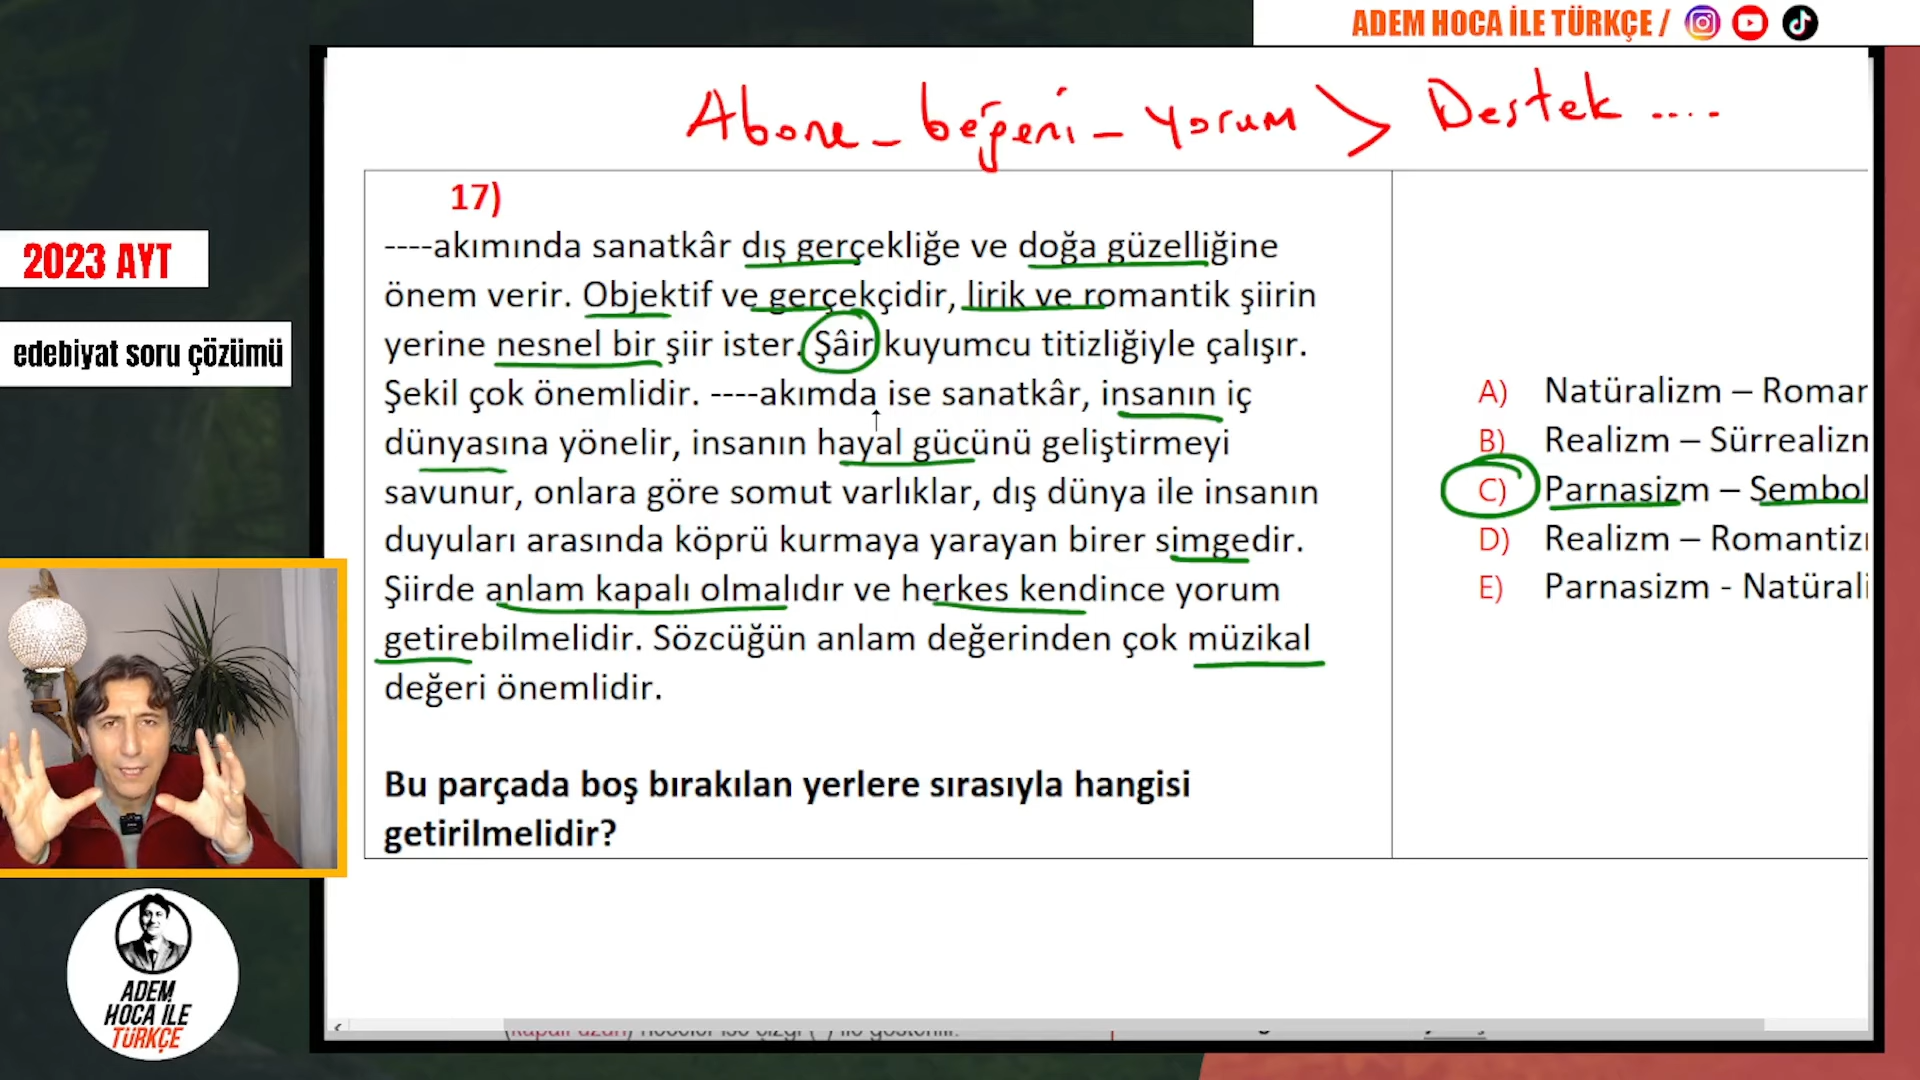 ADEM HOCA İLE TÜRKÇE /
Abone - beğeni - yorum > Destek ....
2023 AYT
edebiyat soru çözümü
17)
----akımında sanatkâr dış gerçekliğe ve doğa güzelliğine
önem verir. Objektif ve gerçekçidir, lirik ve romantik şiirin
yerine nesnel bir şiir ister. Şâir kuyumcu titizliğiyle çalışır.
Şekil çok önemlidir. ----akımda ise sanatkâr, insanın iç
dünyasına yönelir, insanın hayal gücünü geliştirmeyi
savunur, onlara göre somut varlıklar, dış dünya ile insanın
duyuları arasında köprü kurmaya yarayan birer simgedir.
Şiirde anlam kapalı olmalıdır ve herkes kendince yorum
getirebilmelidir. Sözcüğün anlam değerinden çok müzikal
değeri önemlidir.
Bu parçada boş bırakılan yerlere sırasıyla hangisi
getirilmelidir?
A) Natüralizm – Romar
B) Realizm – Sürrealizn
C) Parnasizm – Sembol
D) Realizm – Romantizı
E) Parnasizm - Natürali
ADEM
HOCA İLE
TÜRKÇE